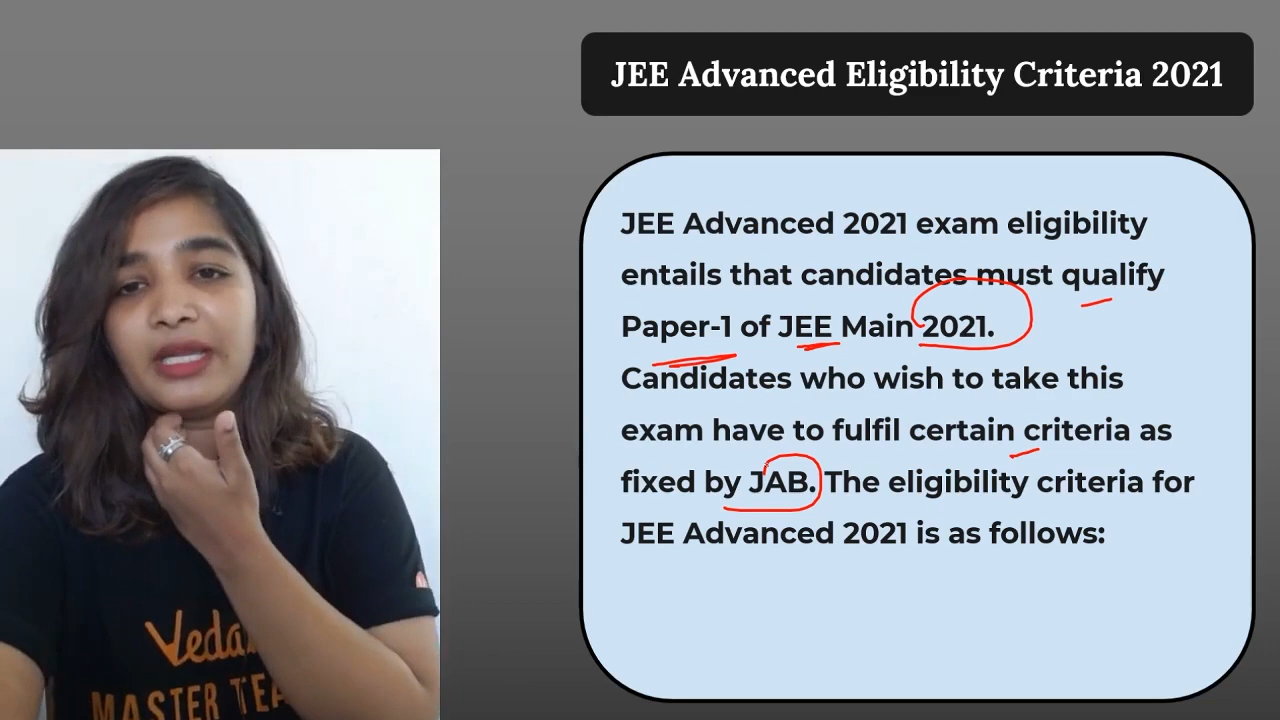 JEE Advanced Eligibility Criteria 2021
JEE Advanced 2021 exam eligibility
entails that candidates must qualify
Paper-1 of JEE Main 2021.
Candidates who wish to take this
exam have to fulfil certain criteria as
fixed by JAB. The eligibility criteria for
JEE Advanced 2021 is as follows:
MASTER